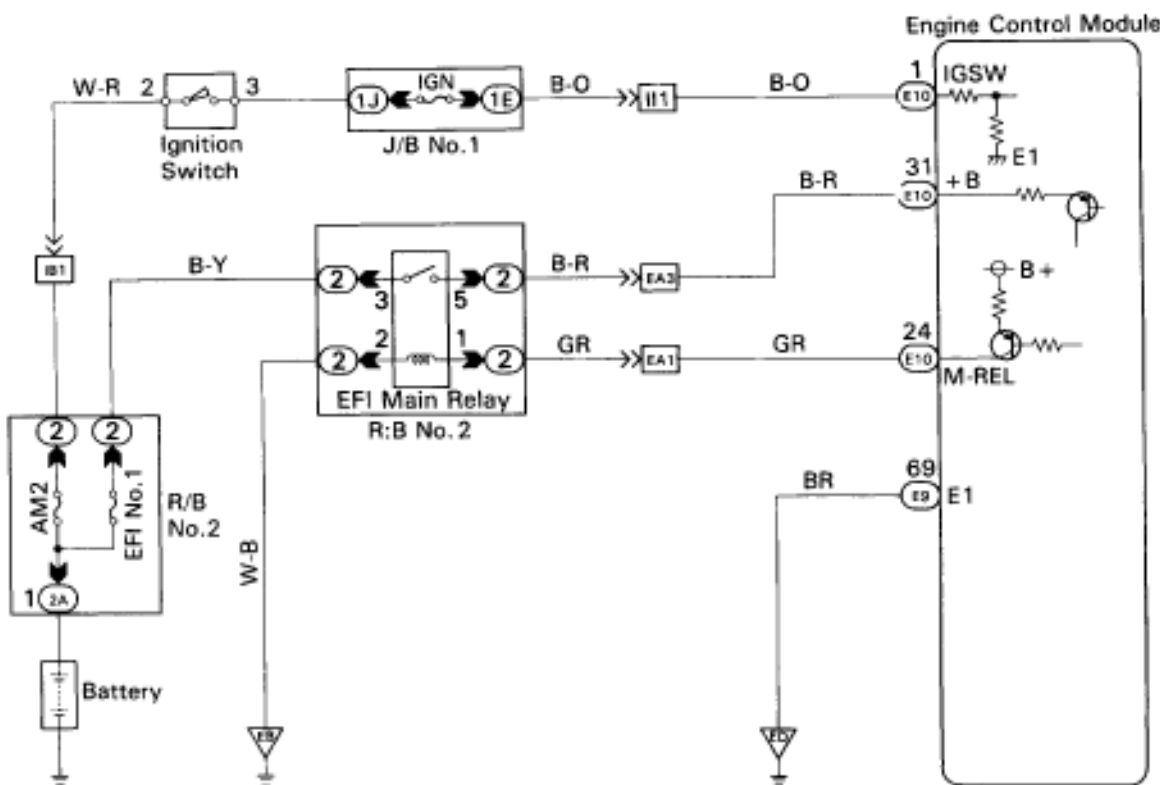 Engine Control Module
W-R 2 3 IGN B-O B-O 1 IGSW
1J 1E II1 E10
Ignition Switch
J/B No.1
E1
31
B-R +B
E10
IB1
B-Y 2 2 B-R EA3
3 5
B+
2 1
24
2 2 GR EA1 GR E10
M-REL
EFI Main Relay
R:B No.2
2 2
AM2
EFI No.1
R/B No.2
W-B
69
BR E9 E1
1 2A
Battery
EB
ED